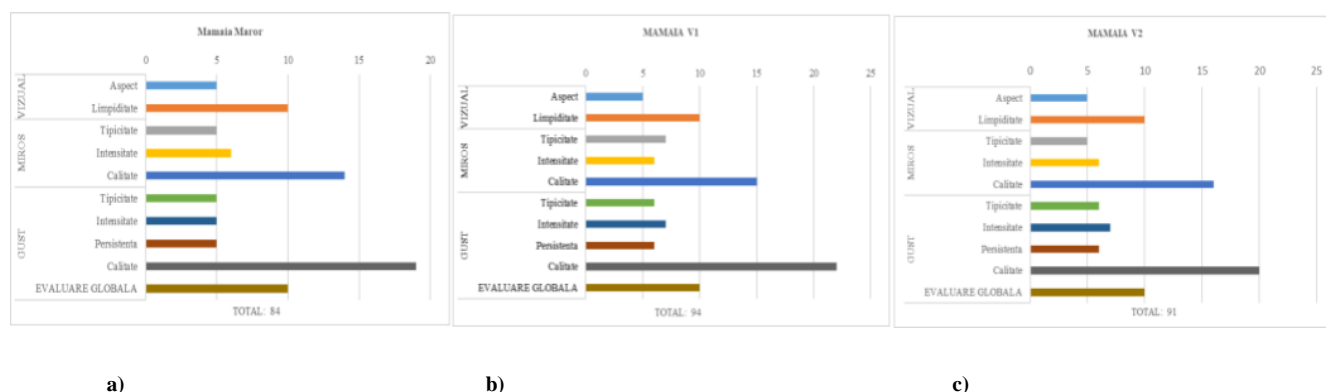 Mamaia Maror
0 5 10 15 20
VIZUAL
Aspect
Limpiditate
MIROS
Tipicitate
Intensitate
Calitate
GUST
Tipicitate
Intensitate
Persistenta
Calitate
EVALUARE GLOBALA
TOTAL: 84
a)
MAMAIA V1
0 5 10 15 20 25
VIZUAL
Aspect
Limpiditate
MIROS
Tipicitate
Intensitate
Calitate
GUST
Tipicitate
Intensitate
Persistenta
Calitate
EVALUARE GLOBALA
TOTAL: 94
b)
MAMAIA V2
0 5 10 15 20 25
VIZUAL
Aspect
Limpiditate
MIROS
Tipicitate
Intensitate
Calitate
GUST
Tipicitate
Intensitate
Persistenta
Calitate
EVALUARE GLOBALA
TOTAL: 91
c)